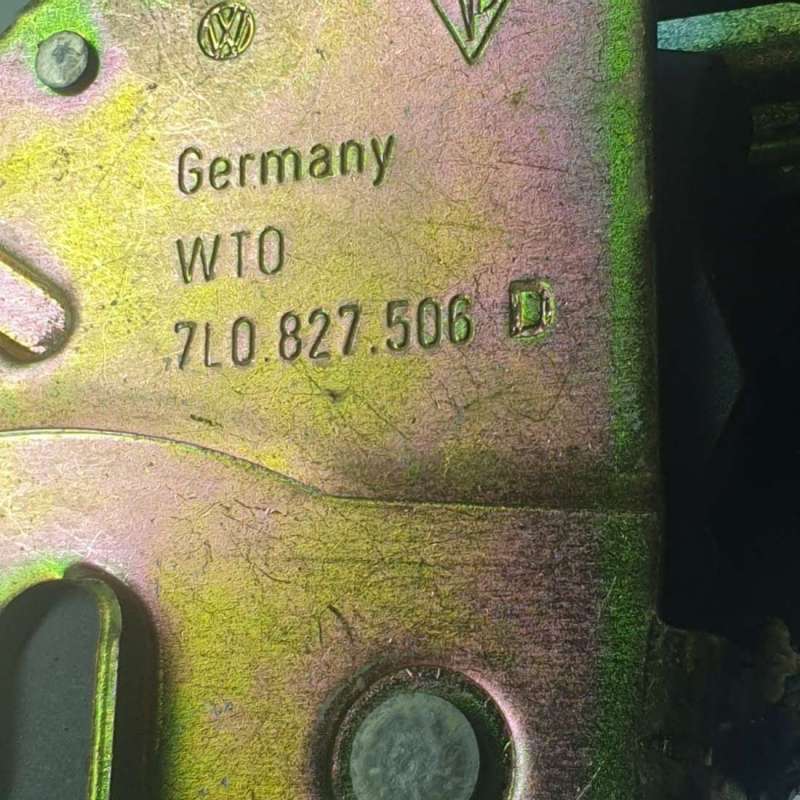 VW
Germany
WTO
7L0.827.506 D